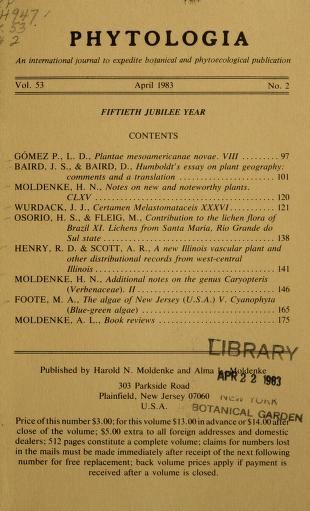 4947
53
# 2
PHYTOLOGIA
An international journal to expedite botanical and phytoecological publication
Vol. 53 April 1983 No. 2
FIFTIETH JUBILEE YEAR
CONTENTS
GÓMEZ P., L. D., Plantae mesoamericanae novae. VIII .......... 97
BAIRD, J. S., & BAIRD, D., Humboldt's essay on plant geography:
comments and a translation ........................ 101
MOLDENKE, H. N., Notes on new and noteworthy plants.
CLXV ........................................ 120
WURDACK, J. J., Certamen Melastomataceis XXXVI ............ 121
OSORIO, H. S., & FLEIG, M., Contribution to the lichen flora of
Brazil XI. Lichens from Santa Maria, Rio Grande do
Sul state ...................................... 138
HENRY, R. D., & SCOTT, A. R., A new Illinois vascular plant and
other distributional records from west-central
Illinois ........................................ 141
MOLDENKE, H. N., Additional notes on the genus Caryopteris
(Verbenaceae). II ................................ 146
FOOTE, M. A., The algae of New Jersey (U.S.A.) V. Cyanophyta
(Blue-green algae) ............................... 165
MOLDENKE, A. L., Book reviews ........................... 175
LIBRARY
Published by Harold N. Moldenke and Alma L. Moldenke
APR 22 1983
303 Parkside Road
Plainfield, New Jersey 07060
NEW YORK
U.S.A.
BOTANICAL GARDEN
Price of this number $3.00; for this volume $13.00 in advance or $14.00 after
close of the volume; $5.00 extra to all foreign addresses and domestic
dealers; 512 pages constitute a complete volume; claims for numbers lost
in the mails must be made immediately after receipt of the next following
number for free replacement; back volume prices apply if payment is
received after a volume is closed.